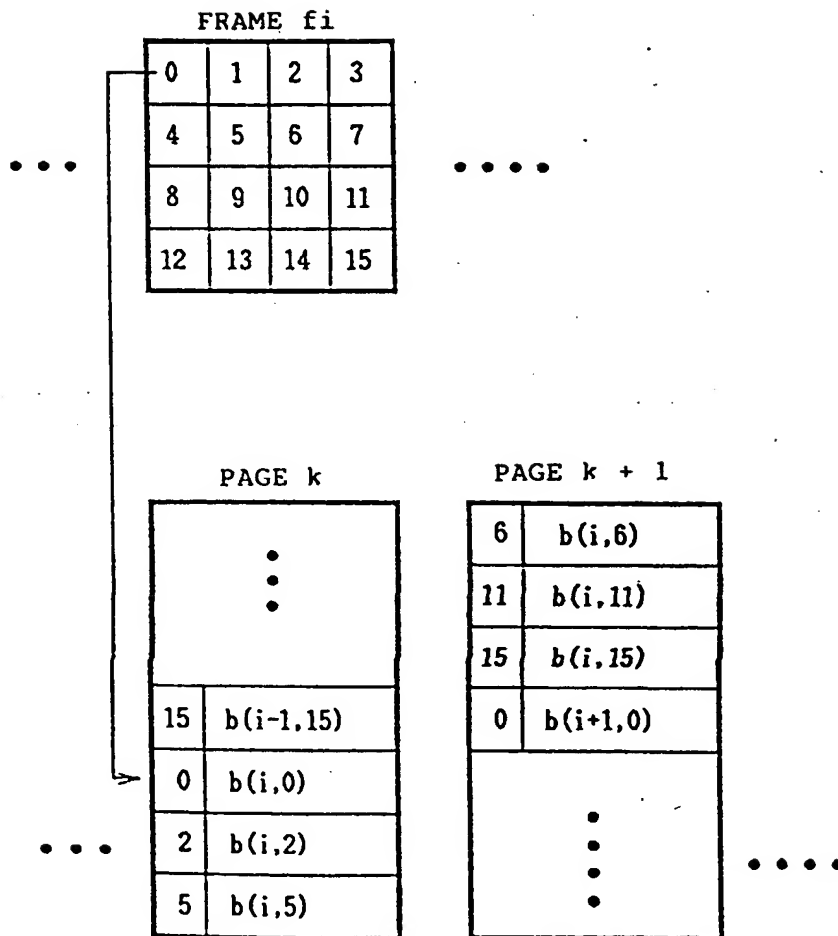 FRAME fi
0 1 2 3
4 5 6 7
8 9 10 11
12 13 14 15
PAGE k
15 b(i-1,15)
0 b(i,0)
2 b(i,2)
5 b(i,5)
PAGE k + 1
6 b(i,6)
11 b(i,11)
15 b(i,15)
0 b(i+1,0)